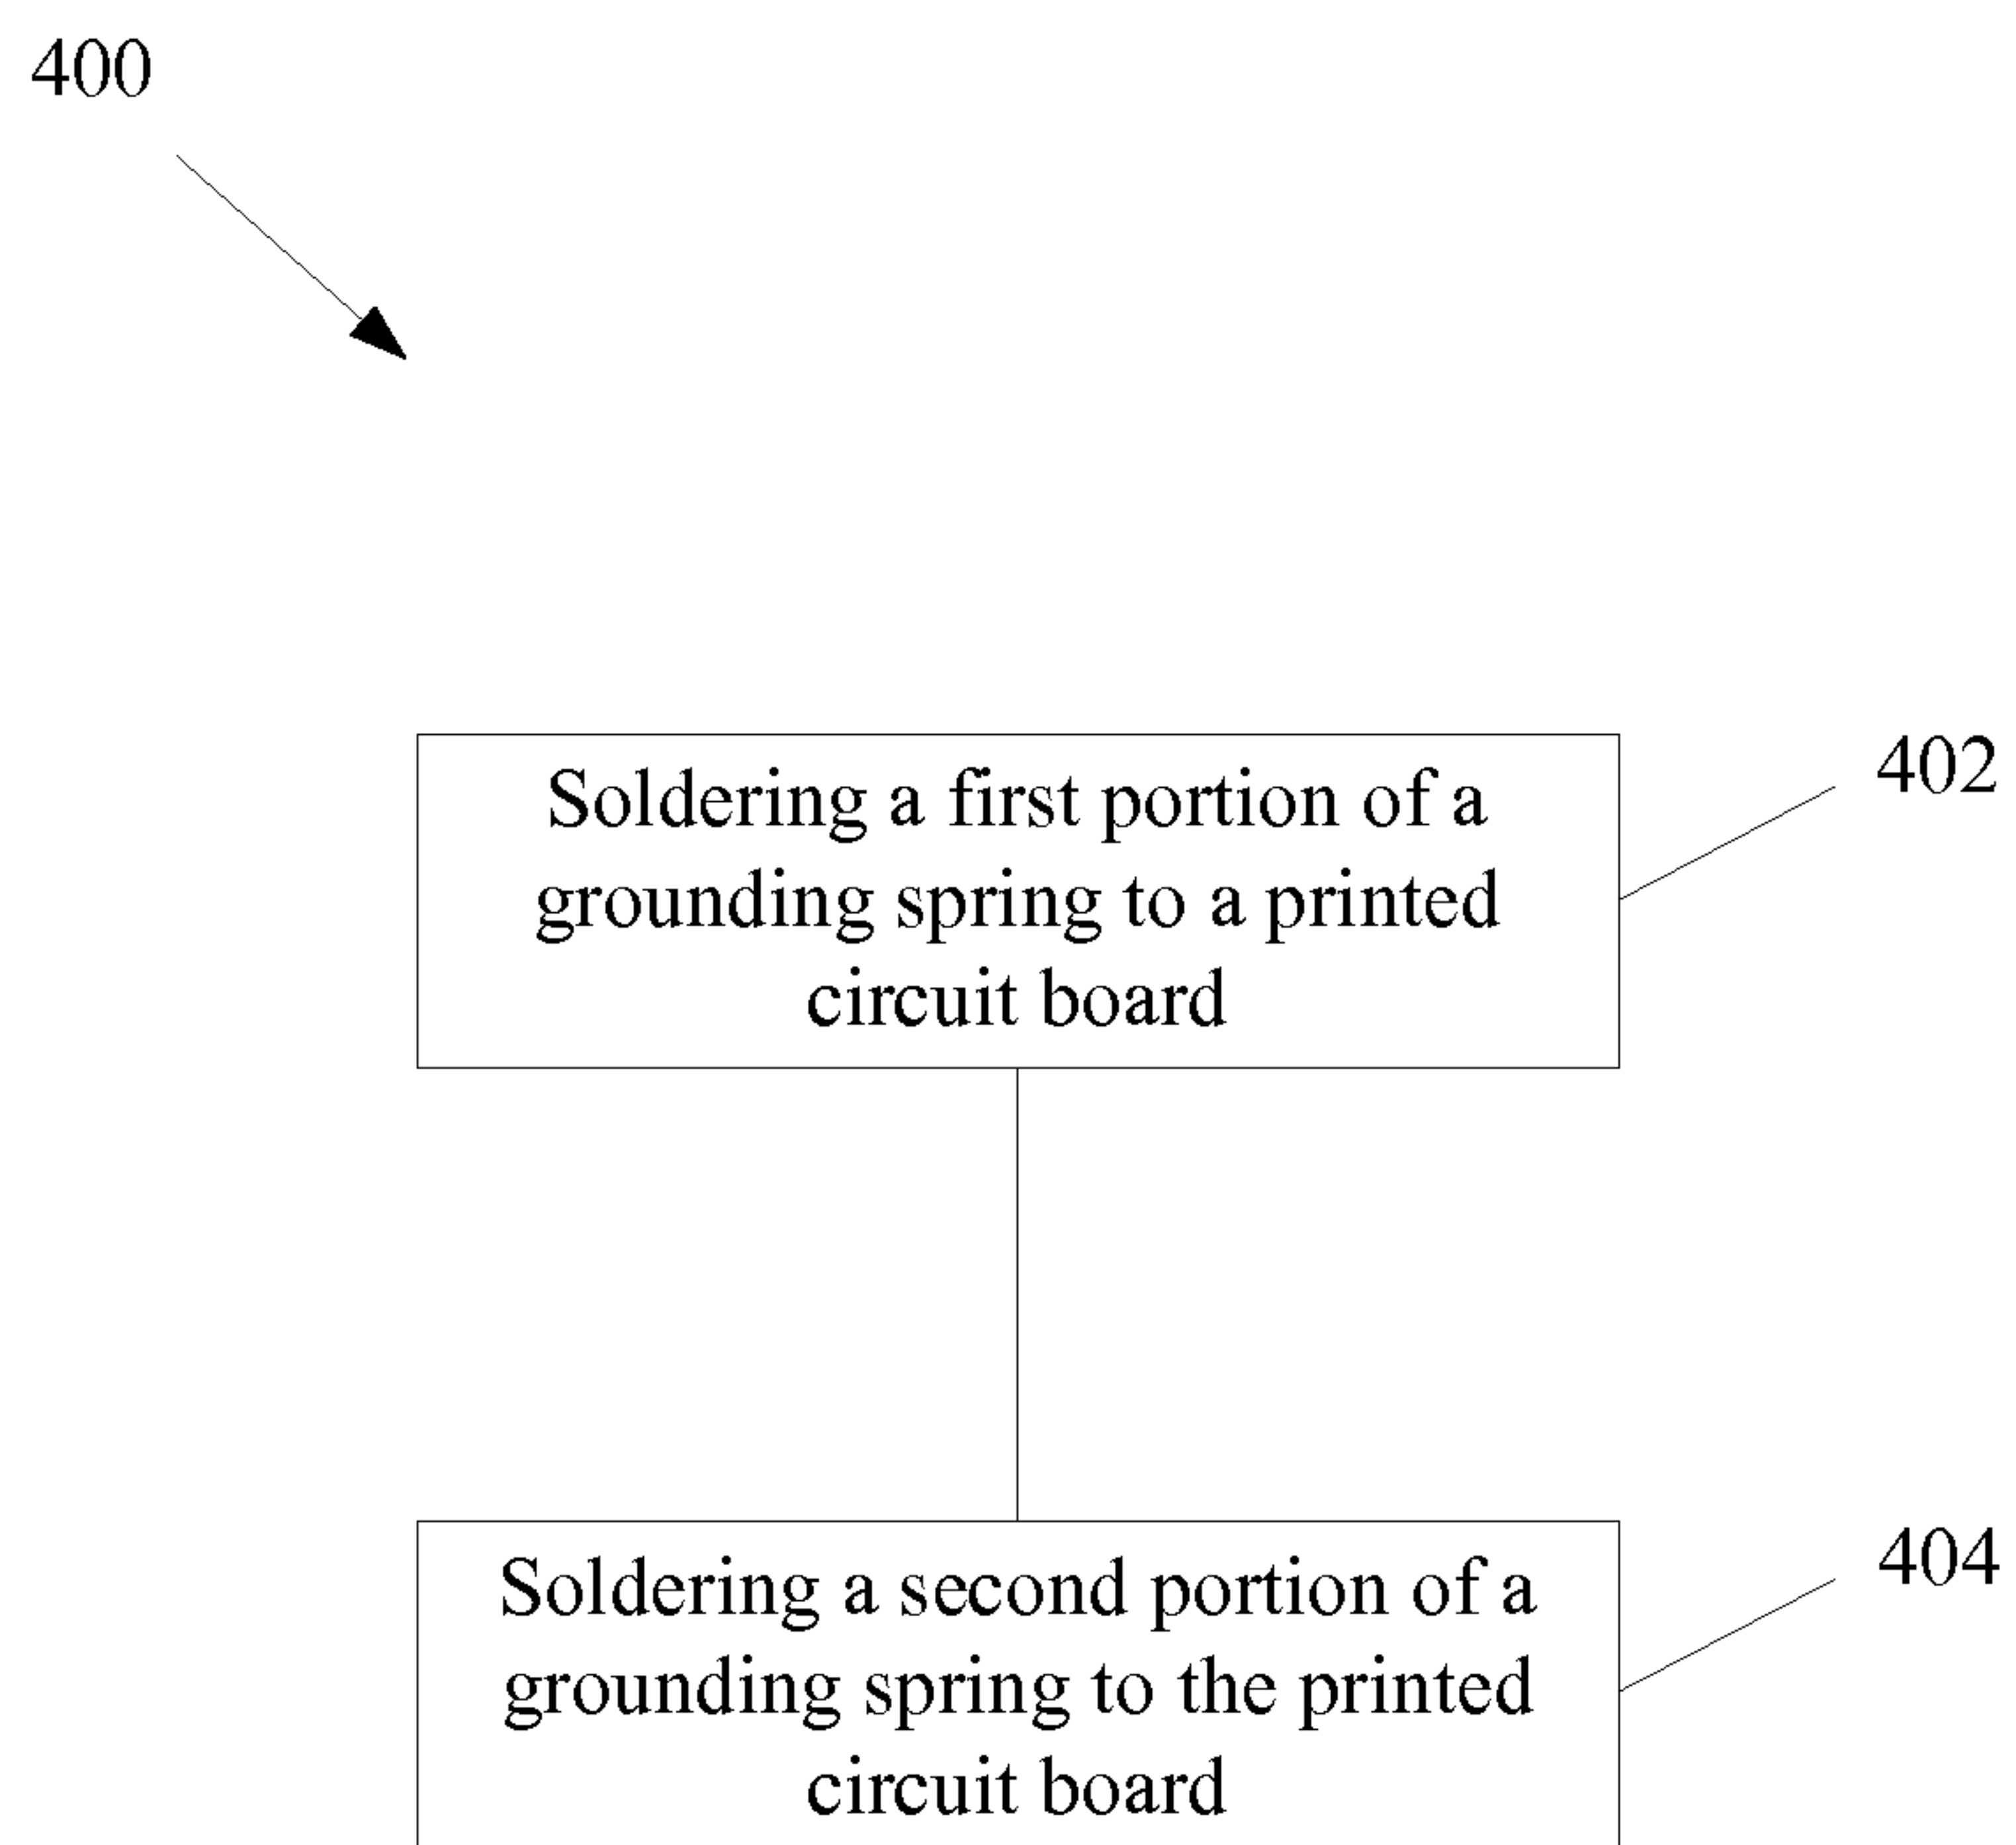 400
Soldering a first portion of a
grounding spring to a printed
circuit board
402
Soldering a second portion of a
grounding spring to the printed
circuit board
404